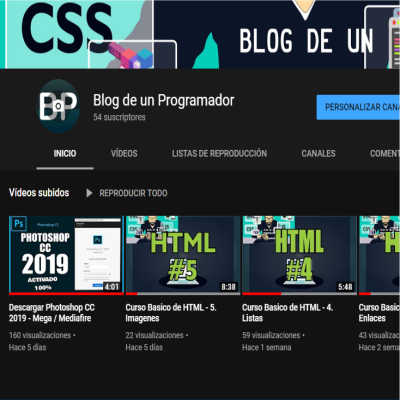 CSS
BLOG DE UN
BP
Blog de un Programador
54 suscriptores
PERSONALIZAR CANA
INICIO
VÍDEOS
LISTAS DE REPRODUCCIÓN
CANALES
COMENT
Vídeos subidos
REPRODUCIR TODO
Ps
PHOTOSHOP
CC
2019
ACTIVADO
100%
4:01
HTML
#5
8:38
HTML
#4
5:48
Descargar Photoshop CC
2019 - Mega / Mediafire
160 visualizaciones •
Hace 5 días
Curso Basico de HTML - 5.
Imagenes
22 visualizaciones •
Hace 5 días
Curso Basico de HTML - 4.
Listas
59 visualizaciones •
Hace 1 semana
Curso Basic
Enlaces
43 visualizac
Hace 2 sema